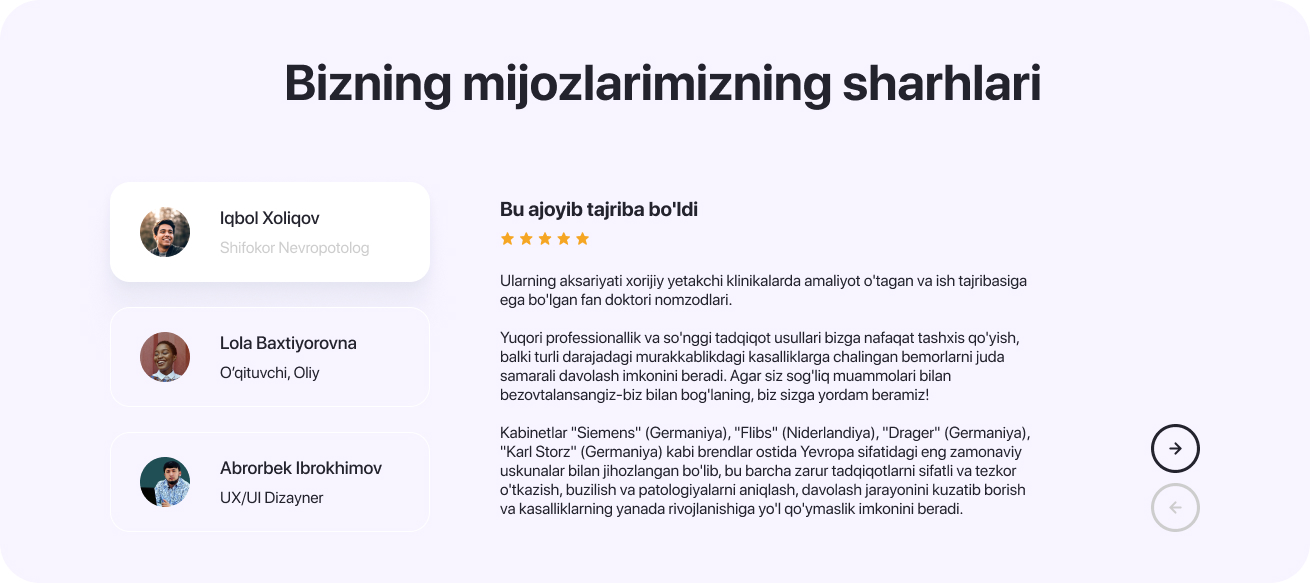 Bizning mijozlarimizning sharhlari
Iqbol Xoliqov
Shifokor Nevropotolog
Lola Baxtiyorovna
O‘qituvchi, Oliy
Abrorbek Ibrokhimov
UX/UI Dizayner
Bu ajoyib tajriba bo'ldi
Ularning aksariyati xorijiy yetakchi klinikalarda amaliyot o'tagan va ish tajribasiga
ega bo'lgan fan doktori nomzodlari.
Yuqori professionallik va so'nggi tadqiqot usullari bizga nafaqat tashxis qo'yish,
balki turli darajadagi murakkablikdagi kasalliklarga chalingan bemorlarni juda
samarali davolash imkonini beradi. Agar siz sog'liq muammolari bilan
bezovtalansangiz-biz bilan bog'laning, biz sizga yordam beramiz!
Kabinetlar "Siemens" (Germaniya), "Flibs" (Niderlandiya), "Drager" (Germaniya),
"Karl Storz" (Germaniya) kabi brendlar ostida Yevropa sifatidagi eng zamonaviy
uskunalar bilan jihozlangan bo'lib, bu barcha zarur tadqiqotlarni sifatli va tezkor
o'tkazish, buzilish va patologiyalarni aniqlash, davolash jarayonini kuzatib borish
va kasalliklarning yanada rivojlanishiga yo'l qo'ymaslik imkonini beradi.